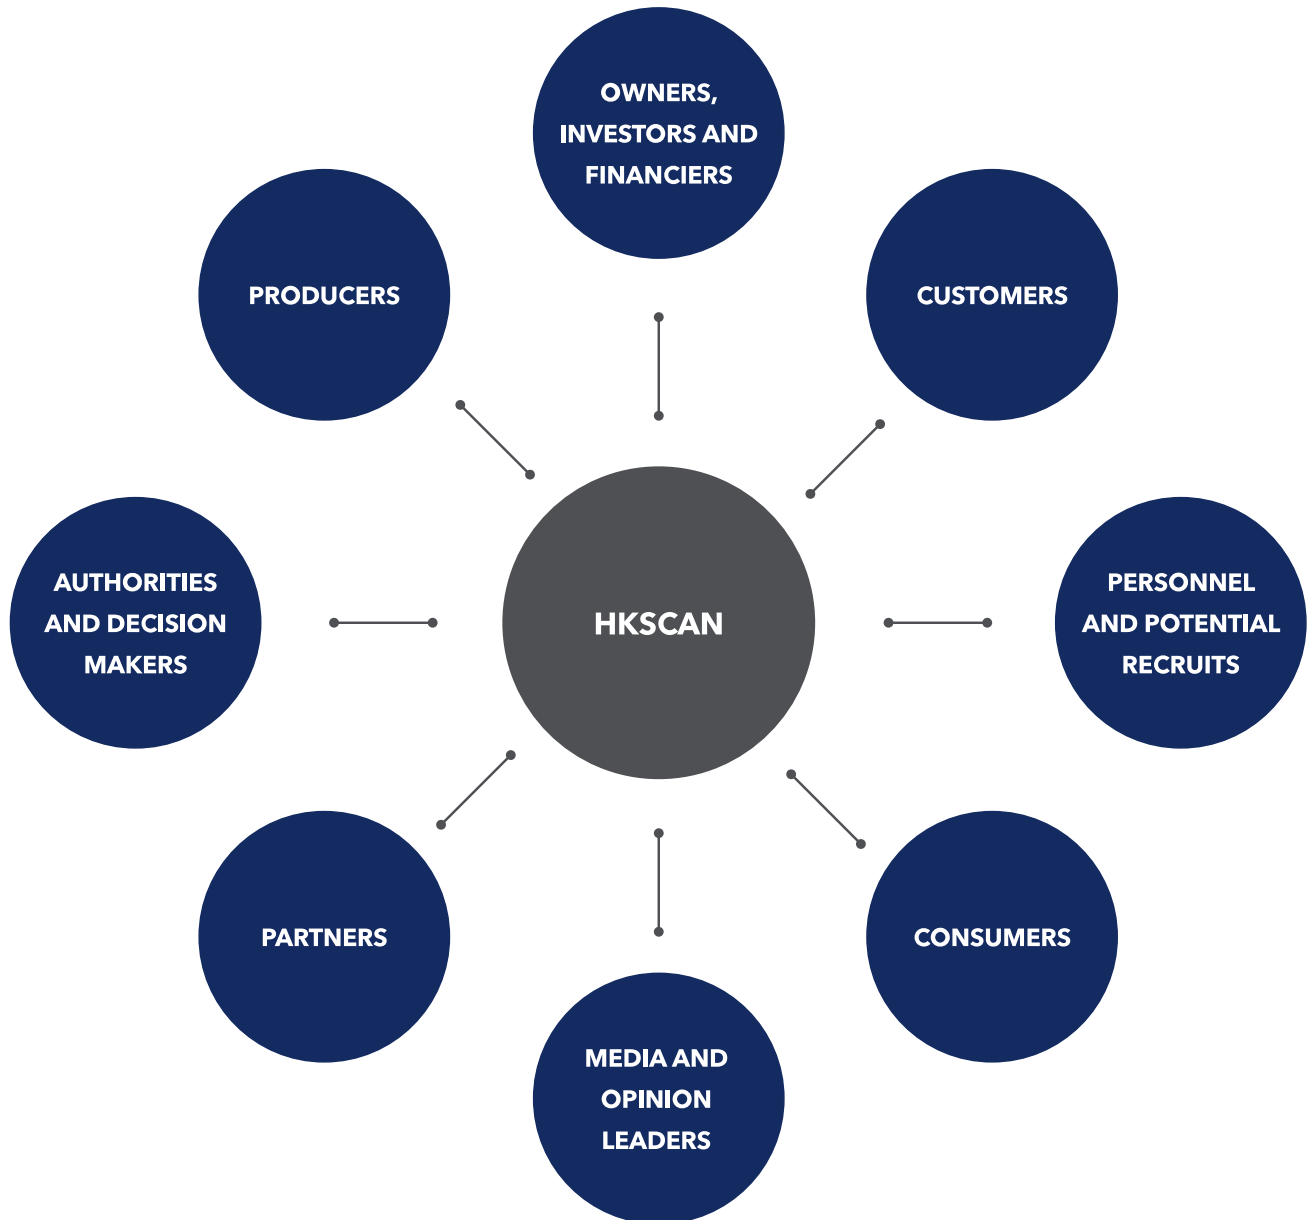 OWNERS,
INVESTORS AND
FINANCIERS
PRODUCERS
CUSTOMERS
AUTHORITIES
AND DECISION
MAKERS
HKSCAN
PERSONNEL
AND POTENTIAL
RECRUITS
PARTNERS
CONSUMERS
MEDIA AND
OPINION
LEADERS